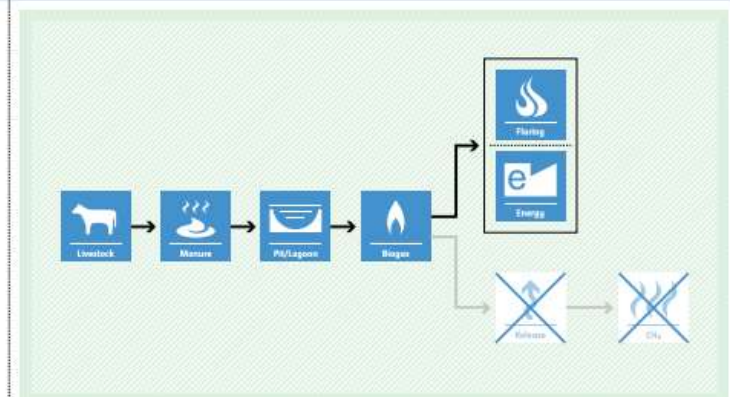 Flaring
e
Energy
Livestock
Manure
Pit/Lagoon
Biogas
Release
CH₄